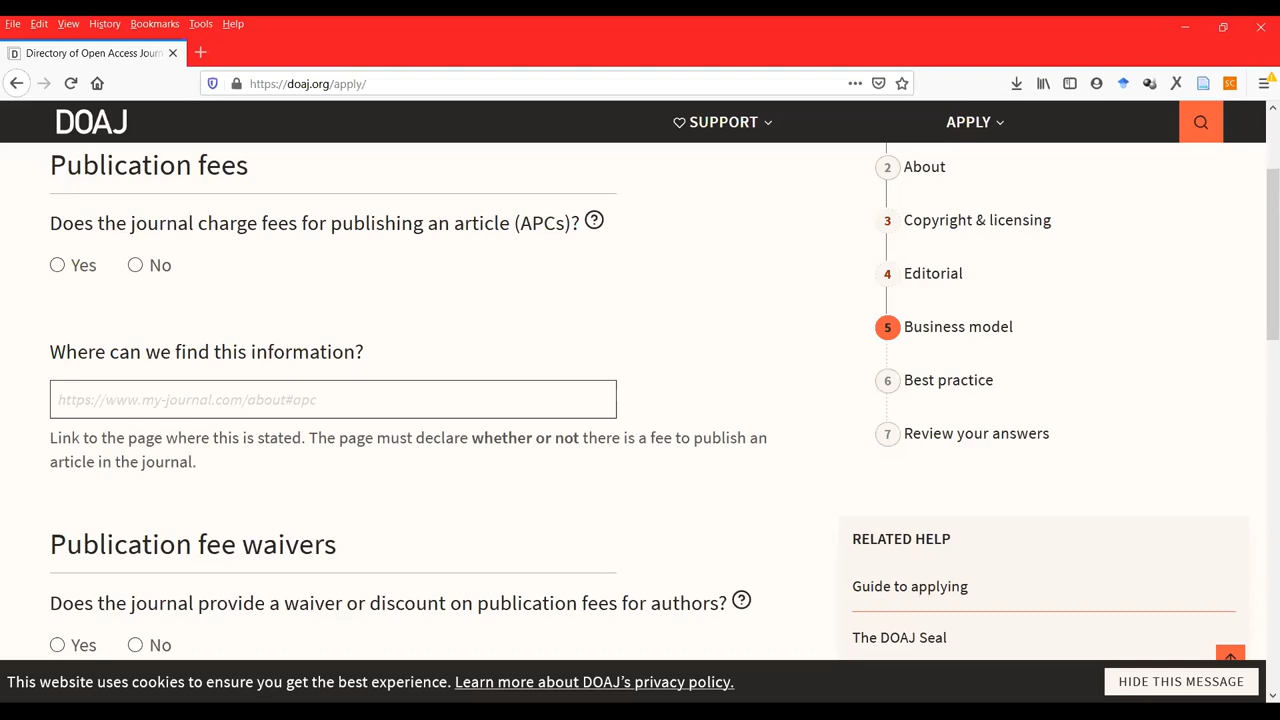 File Edit View History Bookmarks Tools Help
Directory of Open Access Journ
https://doaj.org/apply/
DOAJ
SUPPORT
APPLY
Publication fees
Does the journal charge fees for publishing an article (APCs)? ?
Yes No
Where can we find this information?
https://www.my-journal.com/about#apc
Link to the page where this is stated. The page must declare whether or not there is a fee to publish an
article in the journal.
Publication fee waivers
Does the journal provide a waiver or discount on publication fees for authors? ?
Yes No
2 About
3 Copyright & licensing
4 Editorial
5 Business model
6 Best practice
7 Review your answers
RELATED HELP
Guide to applying
The DOAJ Seal
This website uses cookies to ensure you get the best experience. Learn more about DOAJ's privacy policy.
HIDE THIS MESSAGE